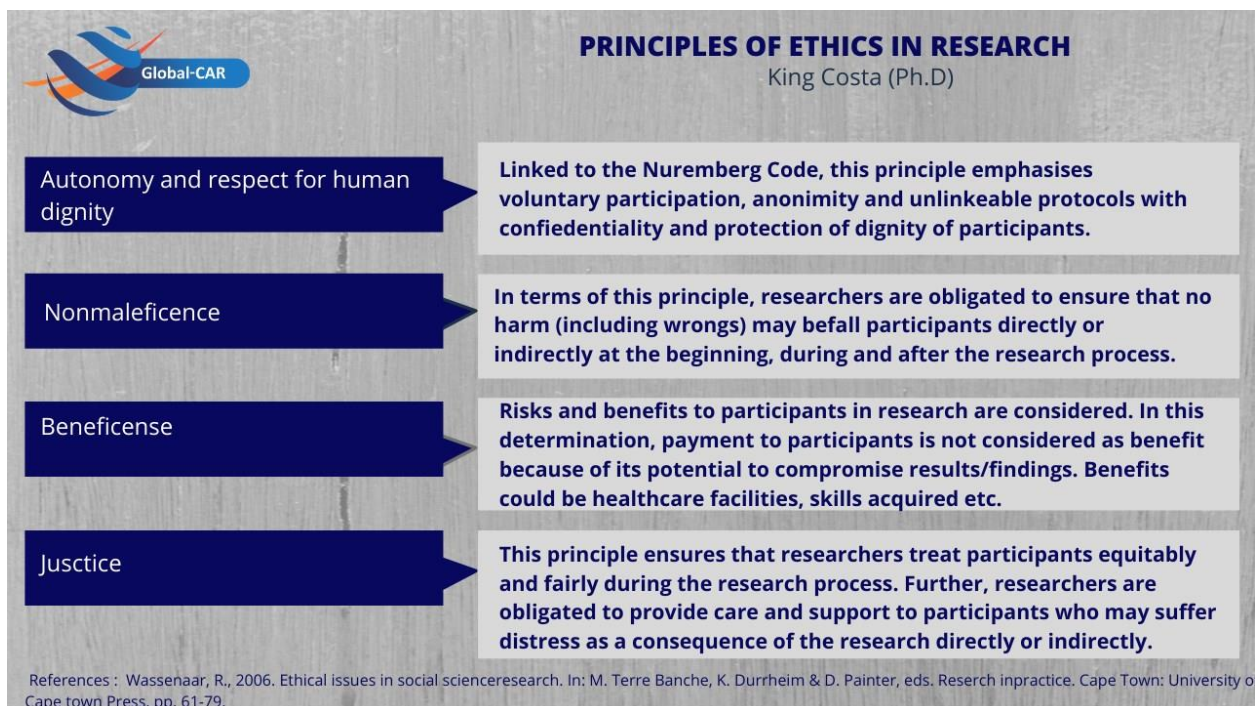 Global-CAR
PRINCIPLES OF ETHICS IN RESEARCH
King Costa (Ph.D)
Autonomy and respect for human
dignity
Linked to the Nuremberg Code, this principle emphasises
voluntary participation, anonimity and unlinkeable protocols with
confiedentiality and protection of dignity of participants.
Nonmaleficence
In terms of this principle, researchers are obligated to ensure that no
harm (including wrongs) may befall participants directly or
indirectly at the beginning, during and after the research process.
Beneficense
Risks and benefits to participants in research are considered. In this
determination, payment to participants is not considered as benefit
because of its potential to compromise results/findings. Benefits
could be healthcare facilities, skills acquired etc.
Jusctice
This principle ensures that researchers treat participants equitably
and fairly during the research process. Further, researchers are
obligated to provide care and support to participants who may suffer
distress as a consequence of the research directly or indirectly.
References : Wassenaar, R., 2006. Ethical issues in social scienceresearch. In: M. Terre Banche, K. Durrheim & D. Painter, eds. Reserch inpractice. Cape Town: University o
Cape town Press, pp. 61-79.